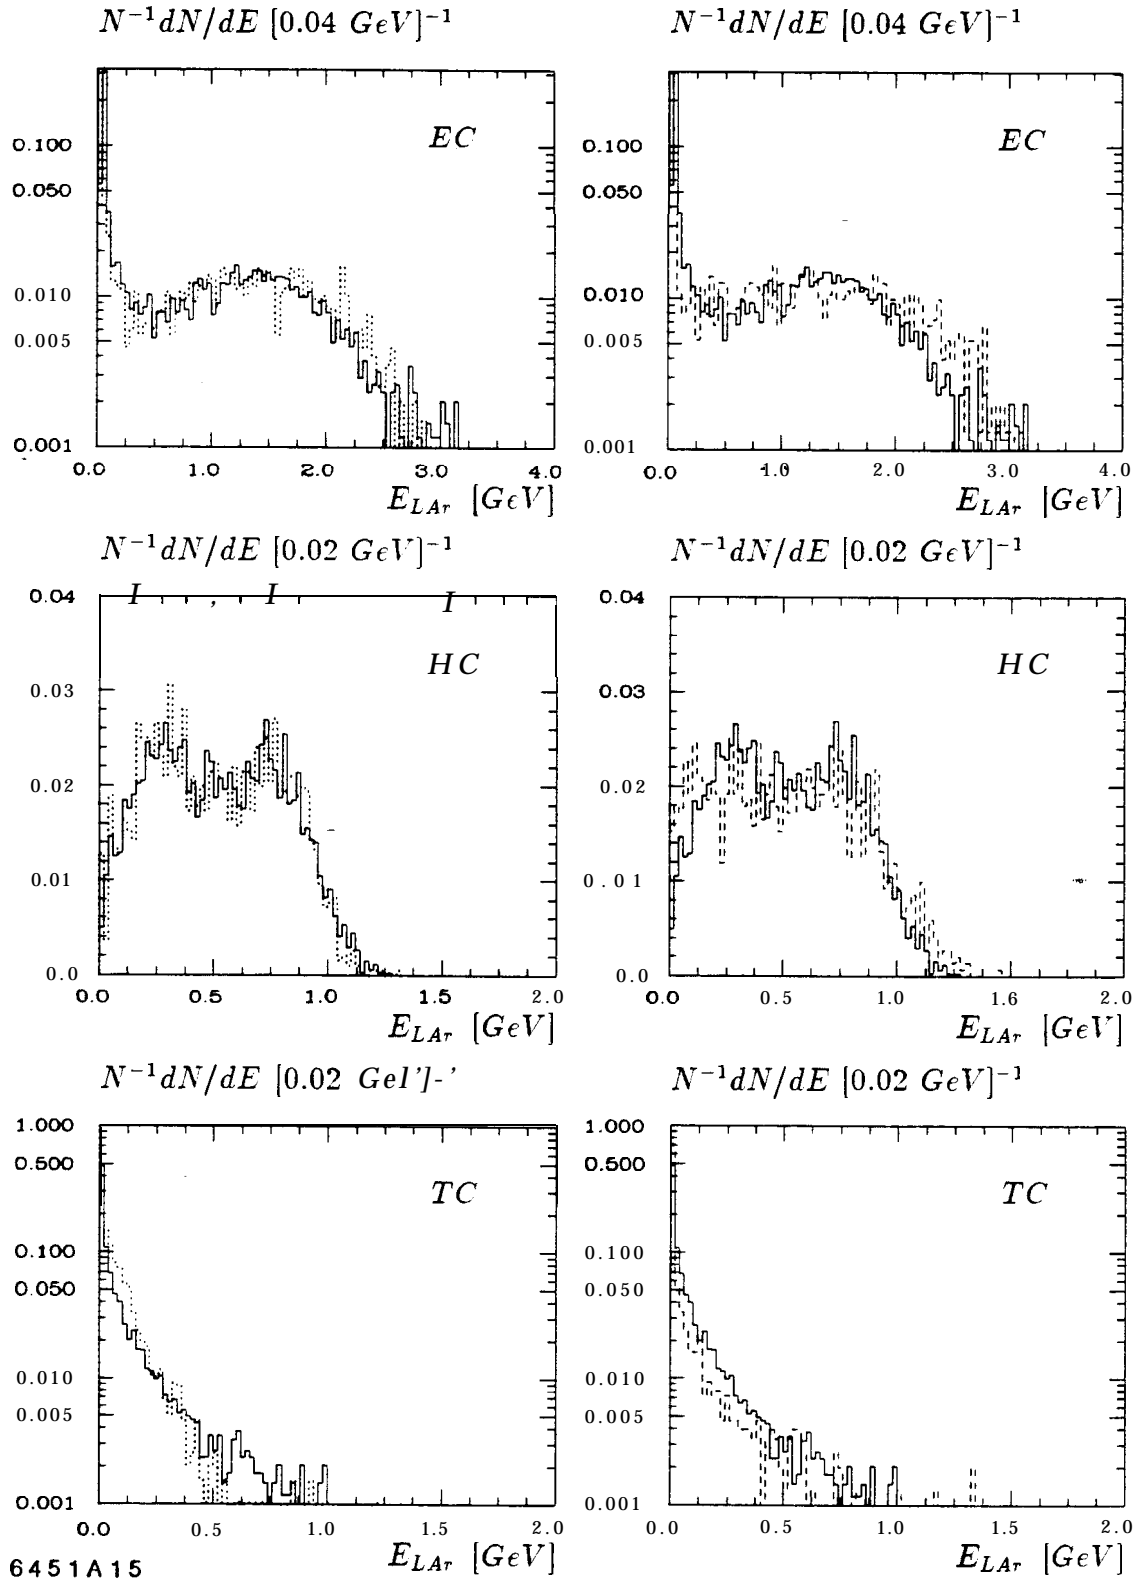 N⁻¹dN/dE [0.04 GeV]⁻¹
0.100
0.050
0.010
0.005
0.001
EC
0.0 1.0 2.0 3.0 4.0
E_LAr [GeV]
N⁻¹dN/dE [0.04 GeV]⁻¹
0.100
0.050
0.010
0.005
0.001
EC
0.0 1.0 2.0 3.0 4.0
E_LAr [GeV]
N⁻¹dN/dE [0.02 GeV]⁻¹
I , I I
0.04
0.03
0.02
0.01
0.0
HC
0.0 0.5 1.0 1.5 2.0
E_LAr [GeV]
N⁻¹dN/dE [0.02 GeV]⁻¹
0.04
0.03
0.02
0.01
0.0
HC
0.0 0.5 1.0 1.6 2.0
E_LAr [GeV]
N⁻¹dN/dE [0.02 Gel']-'
1.000
0.500
0.100
0.050
0.010
0.005
0.001
TC
0.0 0.5 1.0 1.5 2.0
E_LAr [GeV]
N⁻¹dN/dE [0.02 GeV]⁻¹
1.000
0.500
0.100
0.050
0.010
0.005
0.001
TC
0.0 0.5 1.0 1.5 2.0
E_LAr [GeV]
6451A15